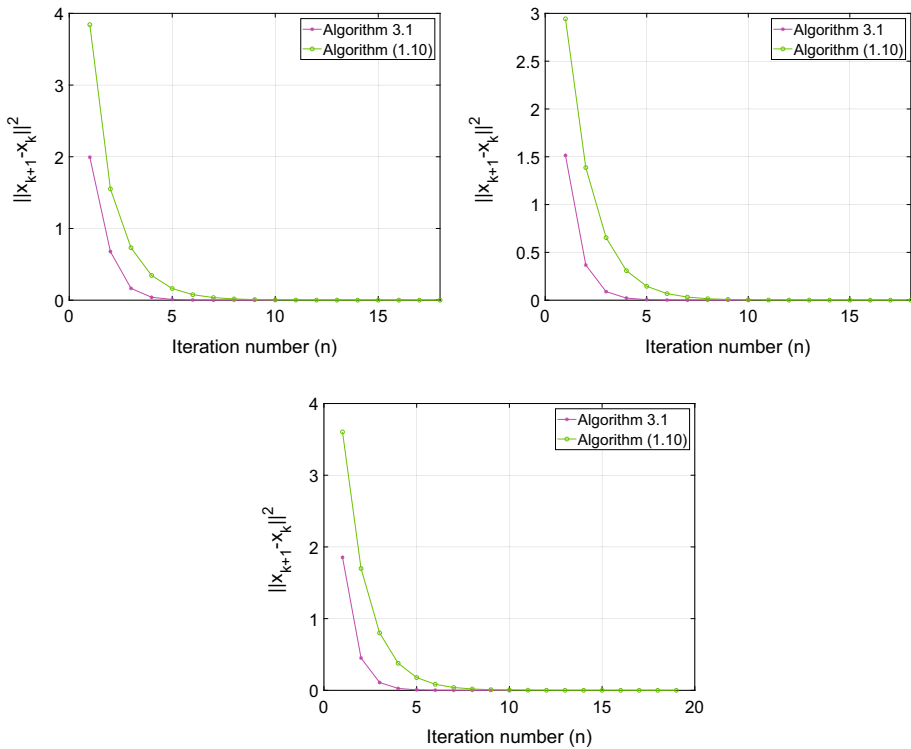 4
3
2
1
0
0
5
10
15
||x_{k+1}-x_k||^2
Iteration number (n)
Algorithm 3.1
Algorithm (1.10)
3
2.5
2
1.5
1
0.5
0
0
5
10
15
||x_{k+1}-x_k||^2
Iteration number (n)
Algorithm 3.1
Algorithm (1.10)
4
3
2
1
0
0
5
10
15
20
||x_{k+1}-x_k||^2
Iteration number (n)
Algorithm 3.1
Algorithm (1.10)